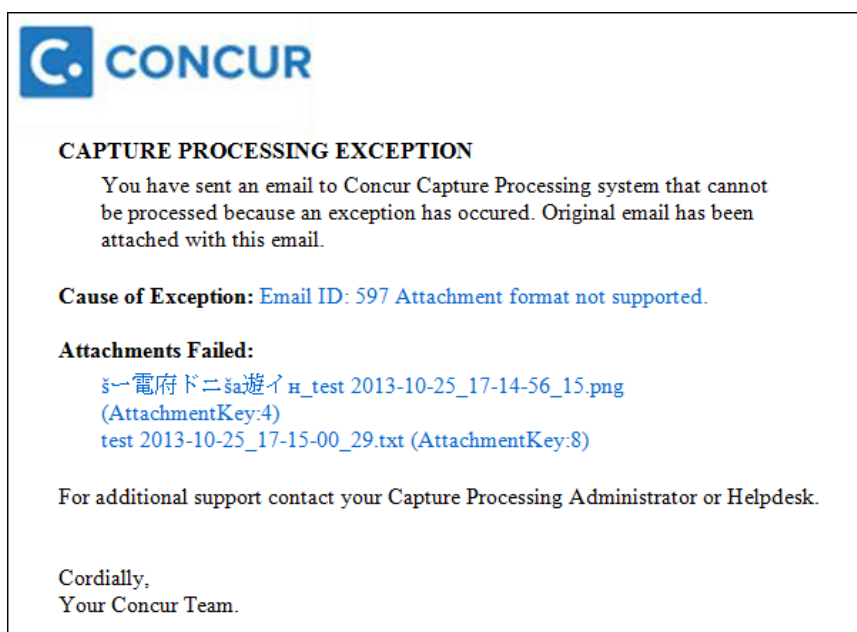 C. CONCUR
CAPTURE PROCESSING EXCEPTION
You have sent an email to Concur Capture Processing system that cannot
be processed because an exception has occured. Original email has been
attached with this email.
Cause of Exception: Email ID: 597 Attachment format not supported.
Attachments Failed:
šー電府ドニša遊イн_test 2013-10-25_17-14-56_15.png
(AttachmentKey:4)
test 2013-10-25_17-15-00_29.txt (AttachmentKey:8)
For additional support contact your Capture Processing Administrator or Helpdesk.
Cordially,
Your Concur Team.